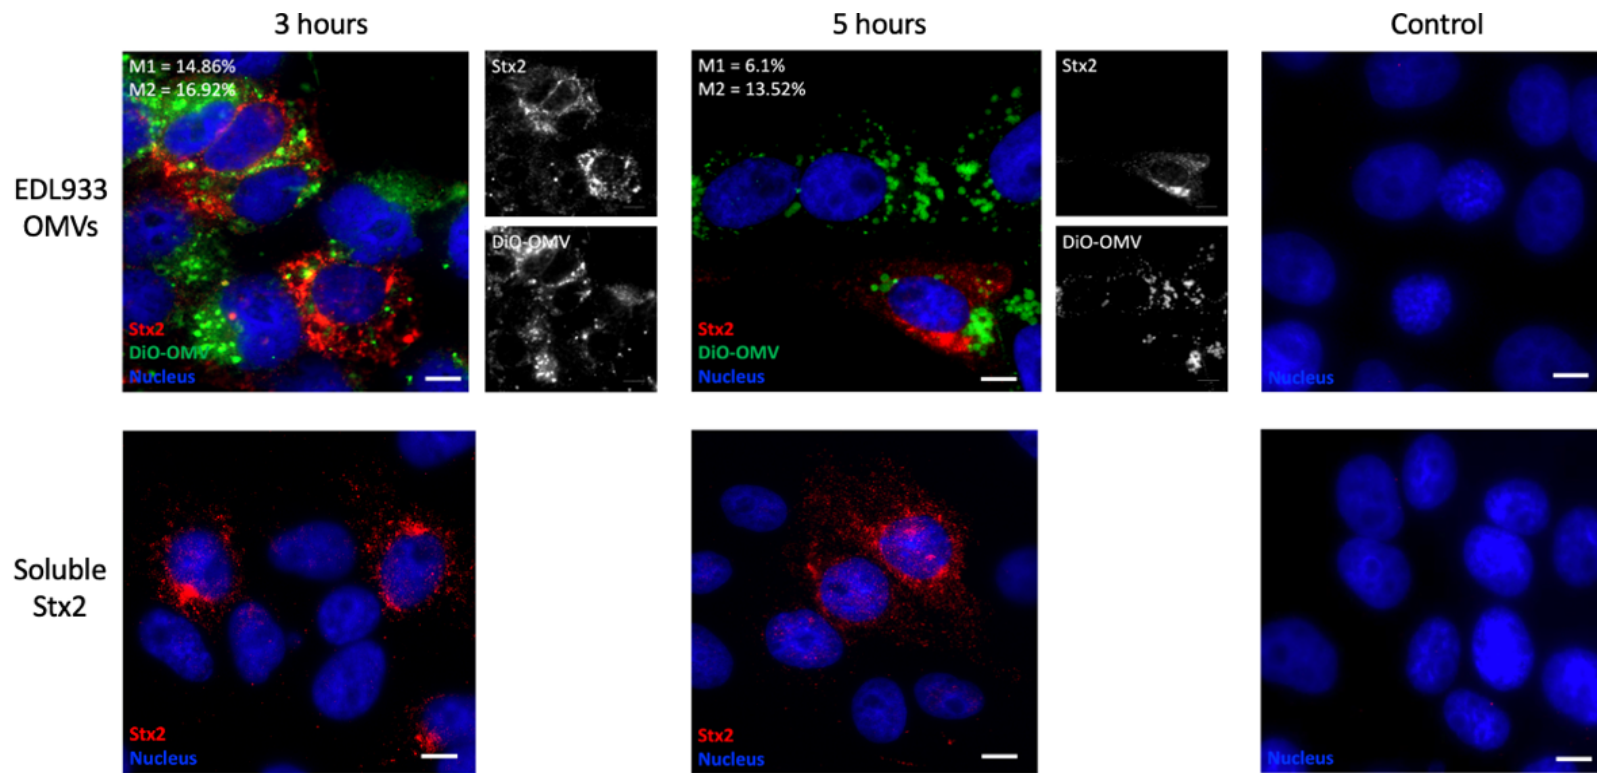 3 hours
5 hours
Control
EDL933
OMVs
M1 = 14.86%
M2 = 16.92%
Stx2
DiO-OMV
Nucleus
Stx2
DiO-OMV
M1 = 6.1%
M2 = 13.52%
Stx2
DiO-OMV
Nucleus
Stx2
DiO-OMV
Nucleus
Soluble
Stx2
Stx2
Nucleus
Stx2
Nucleus
Nucleus